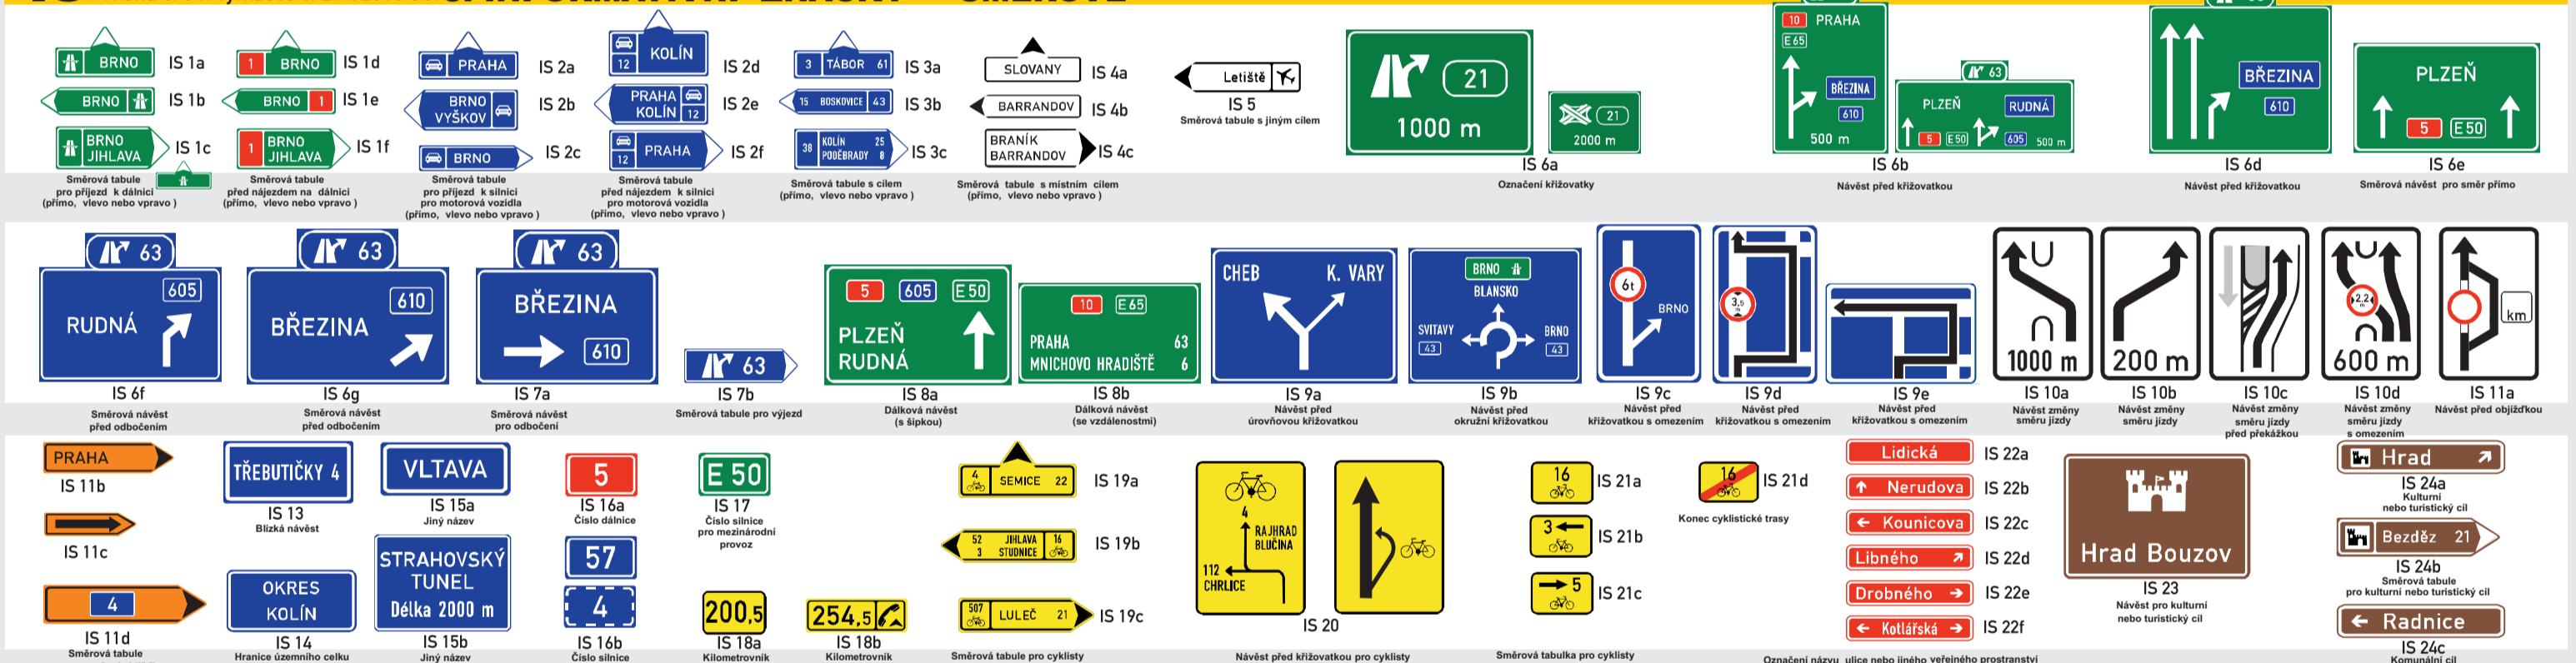 BRNO
IS 1a
BRNO
IS 1b
BRNO
JIHLAVA
IS 1c
Směrová tabule
pro příjezd k dálnici
(přímo, vlevo nebo vpravo )
1 BRNO
IS 1d
BRNO 1
IS 1e
1 BRNO
JIHLAVA
IS 1f
Směrová tabule
před nájezdem na dálnici
(přímo, vlevo nebo vpravo )
PRAHA
IS 2a
BRNO
VYŠKOV
IS 2b
BRNO
IS 2c
Směrová tabule
pro příjezd k silnici
pro motorová vozidla
(přímo, vlevo nebo vpravo )
12 KOLÍN
IS 2d
PRAHA
KOLÍN 12
IS 2e
12 PRAHA
IS 2f
Směrová tabule
před nájezdem k silnici
pro motorová vozidla
(přímo, vlevo nebo vpravo )
3 TÁBOR 61
IS 3a
15 BOSKOVICE 43
IS 3b
38 KOLÍN 25
PODĚBRADY 8
IS 3c
Směrová tabule s cílem
(přímo, vlevo nebo vpravo )
SLOVANY
IS 4a
BARRANDOV
IS 4b
BRANÍK
BARRANDOV
IS 4c
Směrová tabule s místním cílem
(přímo, vlevo nebo vpravo )
Letiště
IS 5
Směrová tabule s jiným cílem
21
1000 m
21
2000 m
IS 6a
Označení křižovatky
10 PRAHA
E 65
BŘEZINA
610
500 m
63
PLZEŇ RUDNÁ
5 E 50 605 500 m
IS 6b
Návěst před křižovatkou
BŘEZINA
610
IS 6d
Návěst před křižovatkou
PLZEŇ
5 E 50
IS 6e
Směrová návěst pro směr přímo
63
605
RUDNÁ
IS 6f
Směrová návěst
před odbočením
63
610
BŘEZINA
IS 6g
Směrová návěst
před odbočením
63
BŘEZINA
610
IS 7a
Směrová návěst
pro odbočení
63
IS 7b
Směrová tabule pro výjezd
5 605 E 50
PLZEŇ
RUDNÁ
IS 8a
Dálková návěst
(s šipkou)
10 E 65
PRAHA 63
MNICHOVO HRADIŠTĚ 6
IS 8b
Dálková návěst
(se vzdálenostmi)
CHEB K. VARY
IS 9a
Návěst před
úrovňovou křižovatkou
BRNO
BLANSKO
SVITAVY BRNO
43 43
IS 9b
Návěst před
okružní křižovatkou
6t
BRNO
IS 9c
Návěst před
křižovatkou s omezením
3,5
m
IS 9d
Návěst před
křižovatkou s omezením
IS 9e
Návěst před
křižovatkou s omezením
1000 m
IS 10a
Návěst změny
směru jízdy
200 m
IS 10b
Návěst změny
směru jízdy
IS 10c
Návěst změny
směru jízdy
před překážkou
2,2
m
600 m
IS 10d
Návěst změny
směru jízdy
s omezením
km
IS 11a
Návěst před objížďkou
PRAHA
IS 11b
IS 11c
4
IS 11d
Směrová tabule
TŘEBUTIČKY 4
IS 13
Blízká návěst
OKRES
KOLÍN
IS 14
Hranice územního celku
VLTAVA
IS 15a
Jiný název
STRAHOVSKÝ
TUNEL
Délka 2000 m
IS 15b
Jiný název
5
IS 16a
Číslo dálnice
57
4
IS 16b
Číslo silnice
E 50
IS 17
Číslo silnice
pro mezinárodní
provoz
200,5
IS 18a
Kilometrovník
254,5
IS 18b
Kilometrovník
4 SEMICE 22
IS 19a
52 JIHLAVA 16
3 STUDNICE
IS 19b
507 LULEČ 21
IS 19c
Směrová tabule pro cyklisty
4
RAJHRAD
BLUČINA
112
CHRLICE
IS 20
Návěst před křižovatkou pro cyklisty
16
IS 21a
3
IS 21b
5
IS 21c
Směrová tabulka pro cyklisty
16
IS 21d
Konec cyklistické trasy
Lidická
IS 22a
Nerudova
IS 22b
Kounicova
IS 22c
Libného
IS 22d
Drobného
IS 22e
Kotlářská
IS 22f
Označení názvu ulice nebo jiného veřejného prostranství
Hrad Bouzov
IS 23
Návěst pro kulturní
nebo turistický cíl
Hrad
IS 24a
Kulturní
nebo turistický cíl
Bezděz 21
IS 24b
Směrová tabule
pro kulturní nebo turistický cíl
Radnice
IS 24c
Komunální cíl